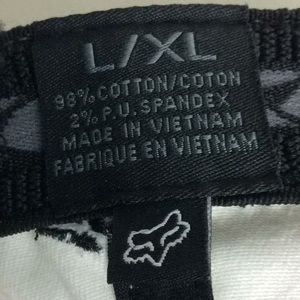 L/XL
98% COTTON/COTON
2% P.U. SPANDEX
MADE IN VIETNAM
FABRIQUE EN VIETNAM